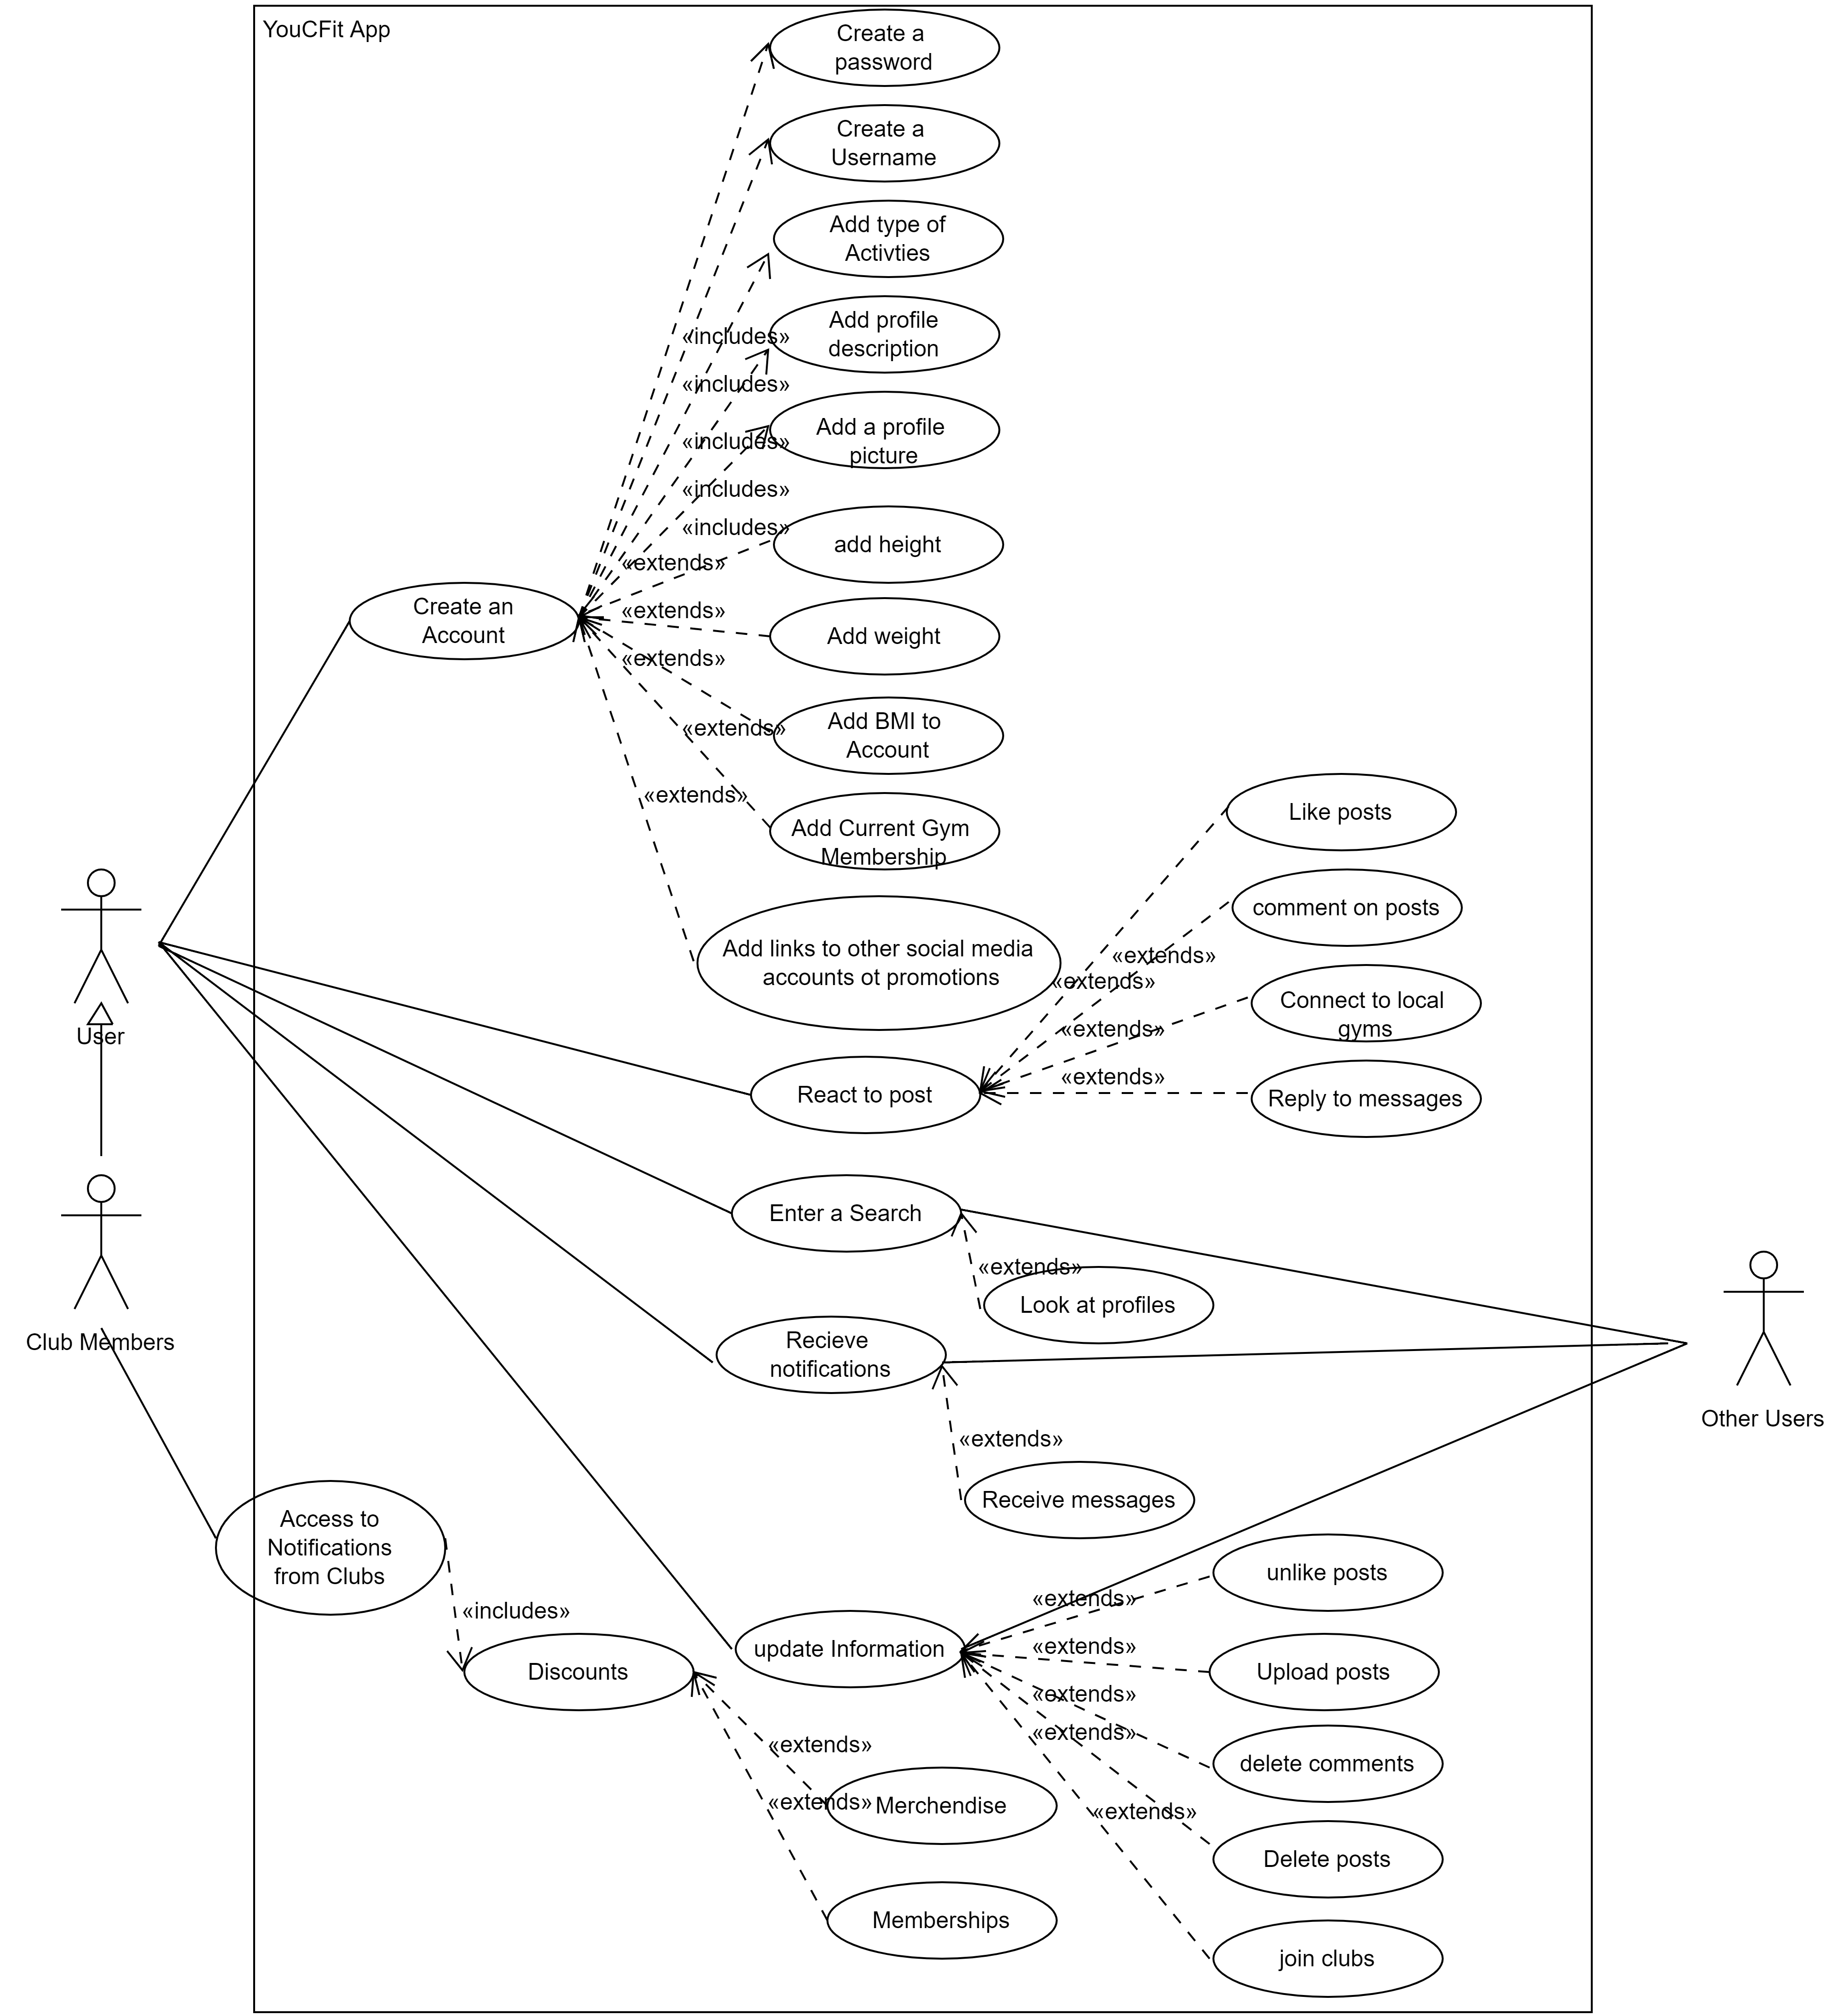 YouCFit App
Create a
password
Create a
Username
Add type of
Activties
Add profile
description
«includes»
«includes»
Add a profile
picture
«includes»
«includes»
«includes»
add height
«extends»
Create an
Account
«extends»
Add weight
«extends»
Add BMI to
Account
«extends»
«extends»
Add Current Gym
Membership
Like posts
comment on posts
Add links to other social media
accounts ot promotions
«extends»
«extends»
Connect to local
gyms
«extends»
User
«extends»
React to post
Reply to messages
Enter a Search
«extends»
Look at profiles
Club Members
Recieve
notifications
Other Users
«extends»
Receive messages
Access to
Notifications
from Clubs
unlike posts
«extends»
«includes»
update Information
«extends»
Discounts
Upload posts
«extends»
«extends»
«extends»
delete comments
«extends»
Merchendise
«extends»
Delete posts
Memberships
join clubs